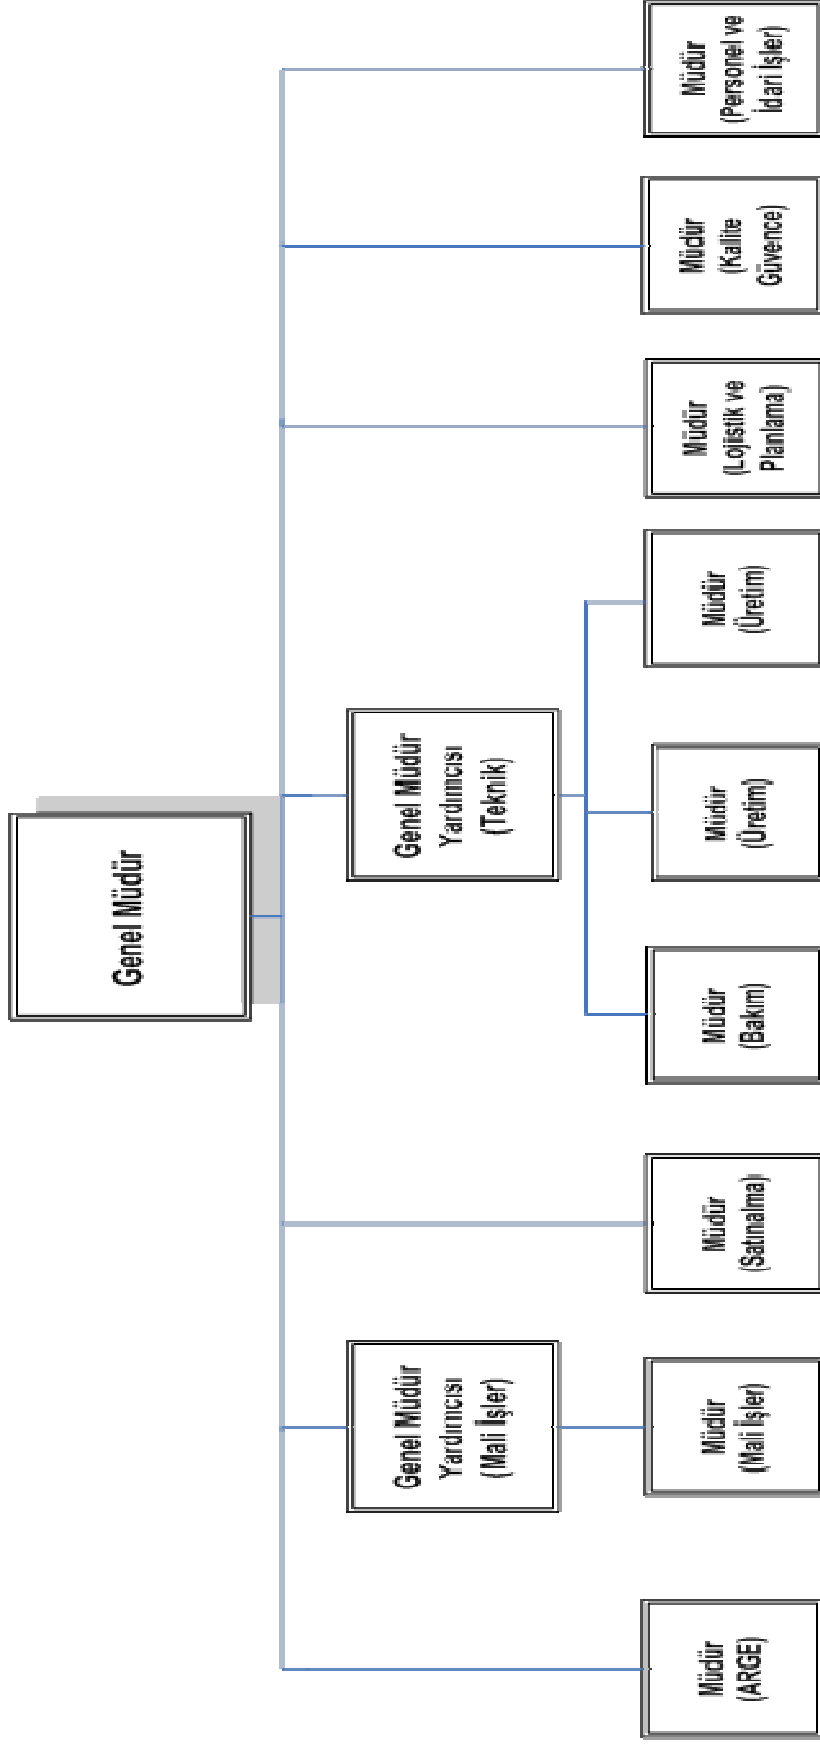 Genel Müdür
Genel Müdür
Yardımcısı
(Mali İşler)
Genel Müdür
Yardımcısı
(Teknik)
Müdür
(ARGE)
Müdür
(Mali İşler)
Müdür
(Satınalma)
Müdür
(Bakım)
Müdür
(Üretim)
Müdür
(Üretim)
Müdür
(Lojistik ve
Planlama)
Müdür
(Kalite
Güvence)
Müdür
(Personel ve
İdari İşler)